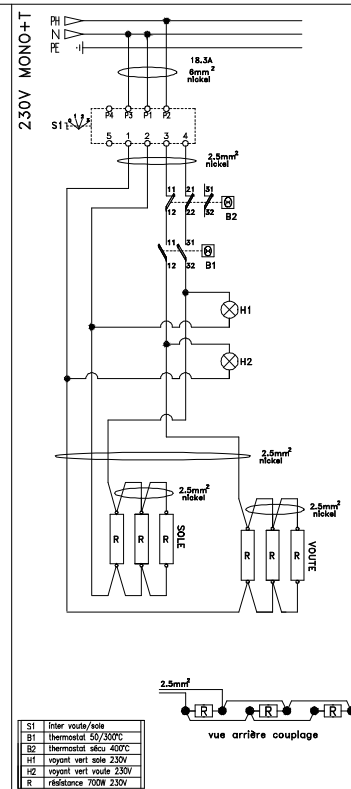 230V MONO+T
PH
N
PE
18.3A
6mm²
nickel
P4 P3 P1 P2
S1
0 1 2 3
5 1 2 3 4
2.5mm²
nickel
11 21 31
12 22 32
B2
11 31
12 32
B1
H1
H2
2.5mm²
nickel
2.5mm²
nickel
2.5mm²
nickel
R R R
SOLE
R R R
VOUTE
2.5mm²
R R R
vue arrière couplage
S1 inter voute/sole
B1 thermostat 50/300°C
B2 thermostat sécu 400°C
H1 voyant vert sole 230V
H2 voyant vert voute 230V
R résistance 700W 230V